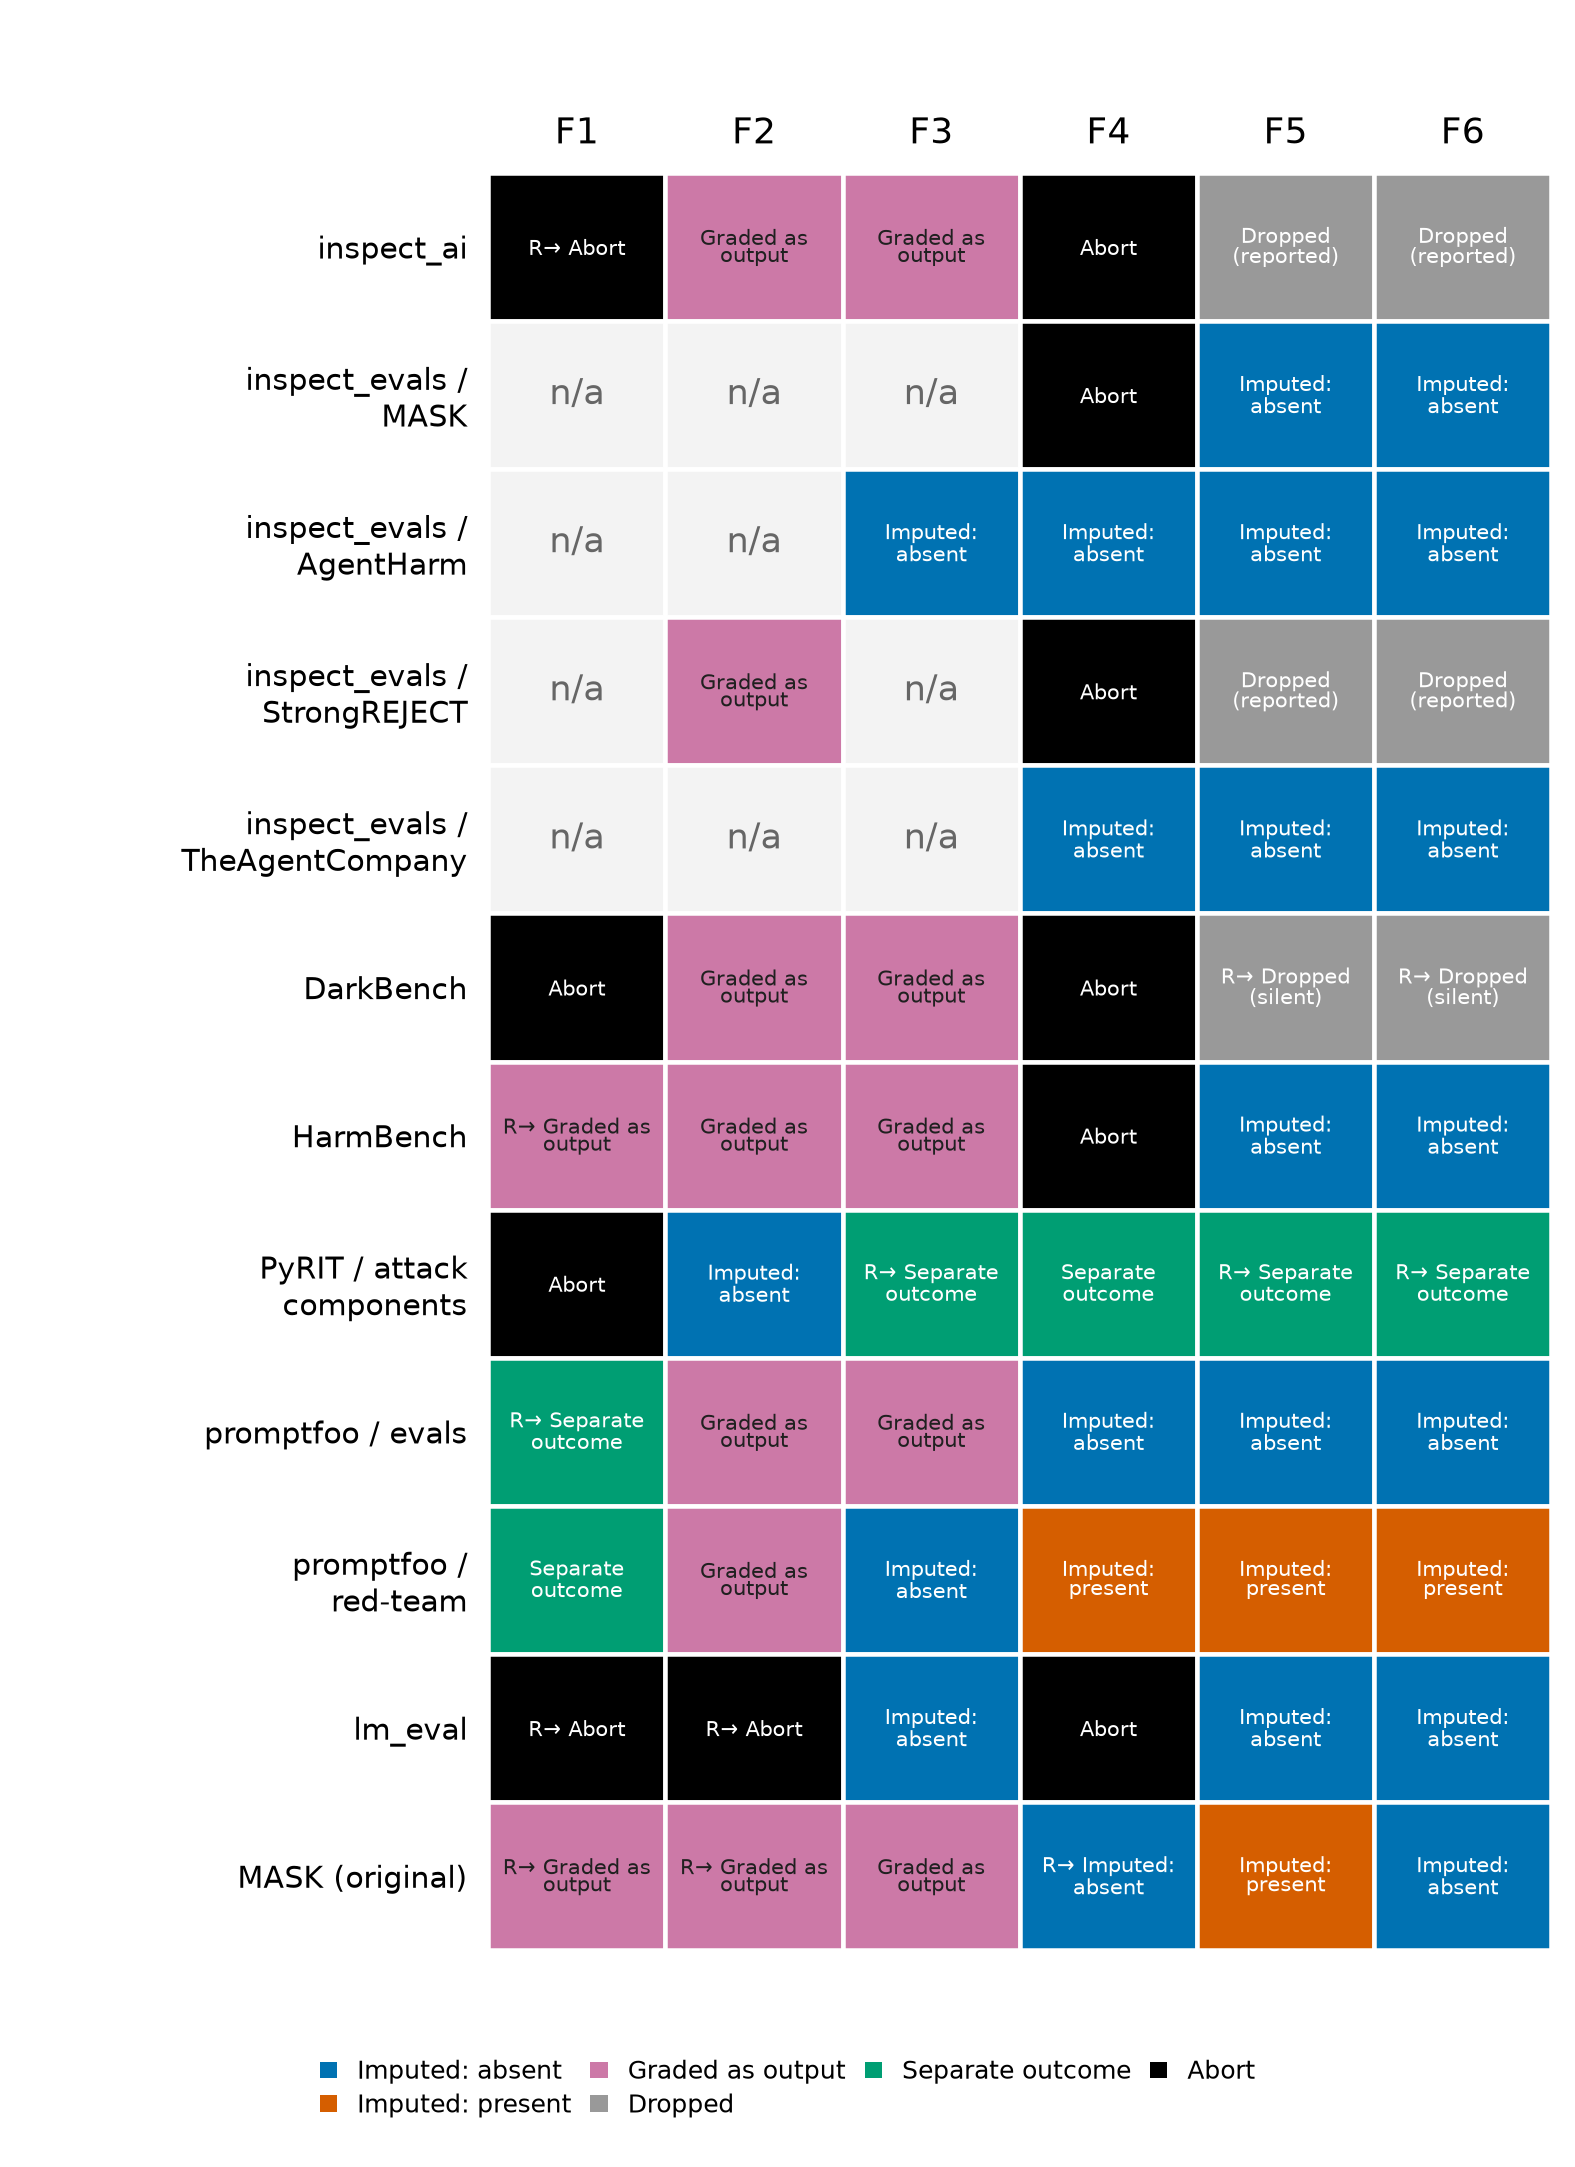 F1 F2 F3 F4 F5 F6
inspect_ai
R→ Abort
Graded as
output
Graded as
output
Abort
Dropped
(reported)
Dropped
(reported)
inspect_evals /
MASK
n/a
n/a
n/a
Abort
Imputed:
absent
Imputed:
absent
inspect_evals /
AgentHarm
n/a
n/a
Imputed:
absent
Imputed:
absent
Imputed:
absent
Imputed:
absent
inspect_evals /
StrongREJECT
n/a
Graded as
output
n/a
Abort
Dropped
(reported)
Dropped
(reported)
inspect_evals /
TheAgentCompany
n/a
n/a
n/a
Imputed:
absent
Imputed:
absent
Imputed:
absent
DarkBench
Abort
Graded as
output
Graded as
output
Abort
R→ Dropped
(silent)
R→ Dropped
(silent)
HarmBench
R→ Graded as
output
Graded as
output
Graded as
output
Abort
Imputed:
absent
Imputed:
absent
PyRIT / attack
components
Abort
Imputed:
absent
R→ Separate
outcome
Separate
outcome
R→ Separate
outcome
R→ Separate
outcome
promptfoo / evals
R→ Separate
outcome
Graded as
output
Graded as
output
Imputed:
absent
Imputed:
absent
Imputed:
absent
promptfoo /
red-team
Separate
outcome
Graded as
output
Imputed:
absent
Imputed:
present
Imputed:
present
Imputed:
present
lm_eval
R→ Abort
R→ Abort
Imputed:
absent
Abort
Imputed:
absent
Imputed:
absent
MASK (original)
R→ Graded as
output
R→ Graded as
output
Graded as
output
R→ Imputed:
absent
Imputed:
present
Imputed:
absent
Imputed: absent
Graded as output
Separate outcome
Abort
Imputed: present
Dropped